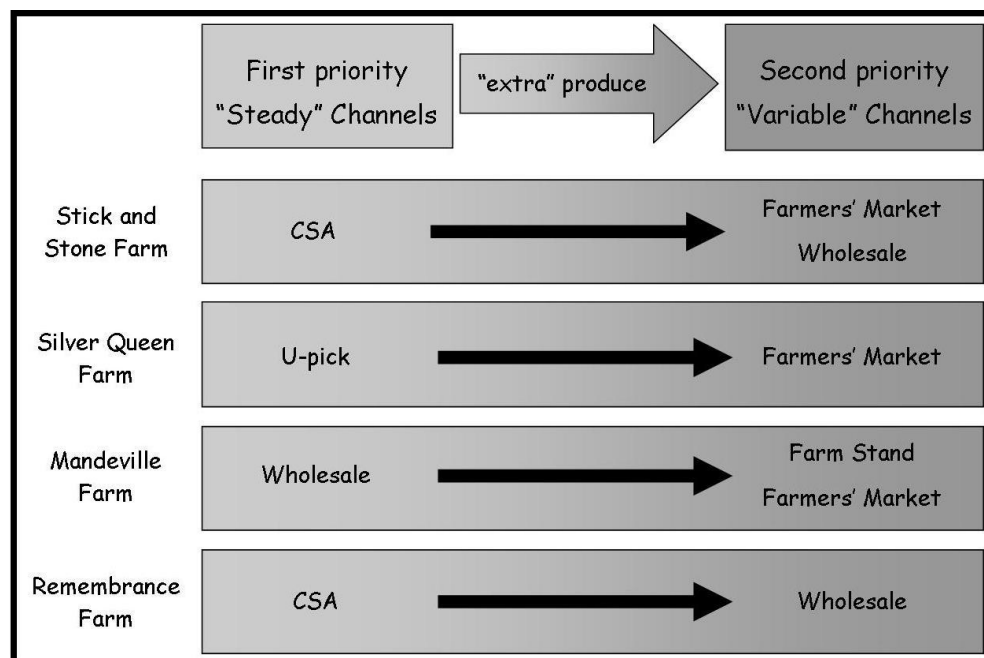 First priority
“Steady” Channels
“extra” produce
Second priority
“Variable” Channels
Stick and
Stone Farm
CSA
Farmers’ Market
Wholesale
Silver Queen
Farm
U-pick
Farmers’ Market
Mandeville
Farm
Wholesale
Farm Stand
Farmers’ Market
Remembrance
Farm
CSA
Wholesale